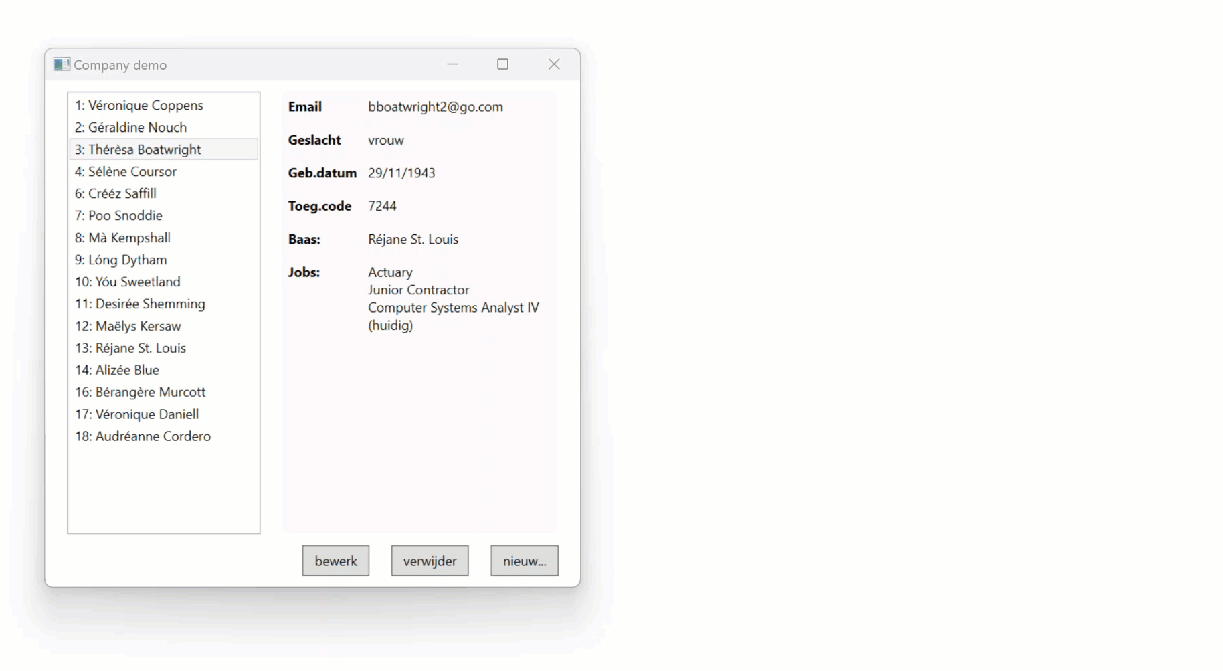 Company demo
1: Véronique Coppens
2: Géraldine Nouch
3: Thérèsa Boatwright
4: Sélène Coursor
6: Crééz Saffill
7: Poo Snoddie
8: Mà Kempshall
9: Lóng Dytham
10: Yóu Sweetland
11: Desirée Shemming
12: Maëlys Kersaw
13: Réjane St. Louis
14: Alizée Blue
16: Bérangère Murcott
17: Véronique Daniell
18: Audréanne Cordero
Email bboatwright2@go.com
Geslacht vrouw
Geb.datum 29/11/1943
Toeg.code 7244
Baas: Réjane St. Louis
Jobs: Actuary
Junior Contractor
Computer Systems Analyst IV
(huidig)
bewerk verwijder nieuw...